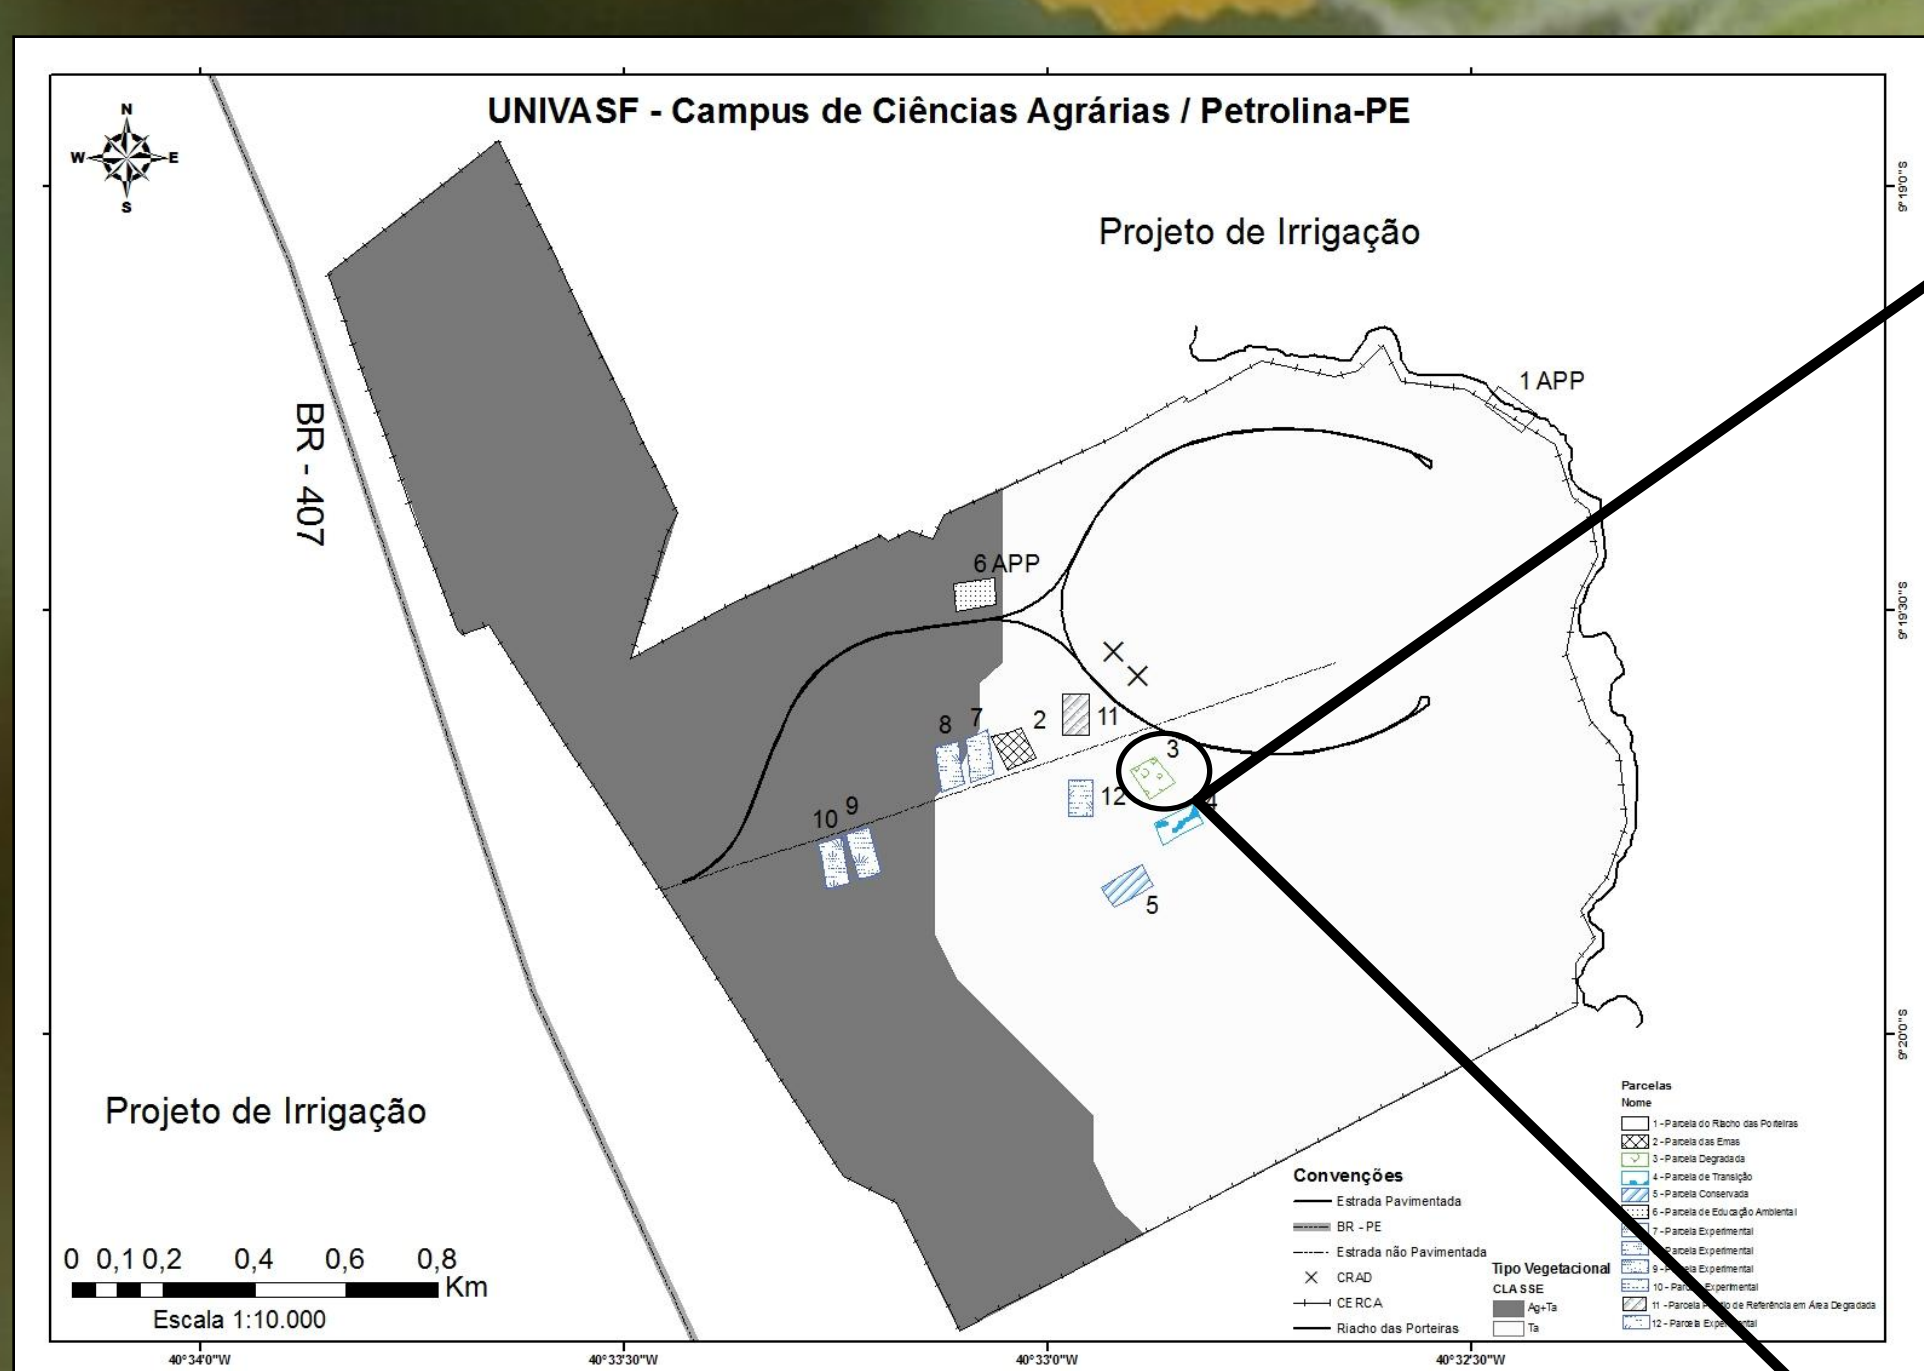 UNIVASF - Campus de Ciências Agrárias / Petrolina-PE
N
W E
S
Projeto de Irrigação
9°19'0"S
BR - 407
1 APP
6 APP
9°19'30"S
8 7 2 11
3
10 9 12 4
5
9°20'0"S
Projeto de Irrigação
0 0,1 0,2 0,4 0,6 0,8
Km
Escala 1:10.000
Convenções
Estrada Pavimentada
BR - PE
Estrada não Pavimentada
CRAD
CERCA
Riacho das Porteiras
Tipo Vegetacional
CLASSE
Ag+Ta
Ta
Parcelas
Nome
1 - Parcela do Riacho das Porteiras
2 - Parcela das Emas
3 - Parcela Degradada
4 - Parcela de Transição
5 - Parcela Conservada
6 - Parcela de Educação Ambiental
7 - Parcela Experimental
Parcela Experimental
9 - Parcela Experimental
10 - Parcela Experimental
11 - Parcela de Referência em Área Degradada
12 - Parcela Experimental
40°34'0"W 40°33'30"W 40°33'0"W 40°32'30"W